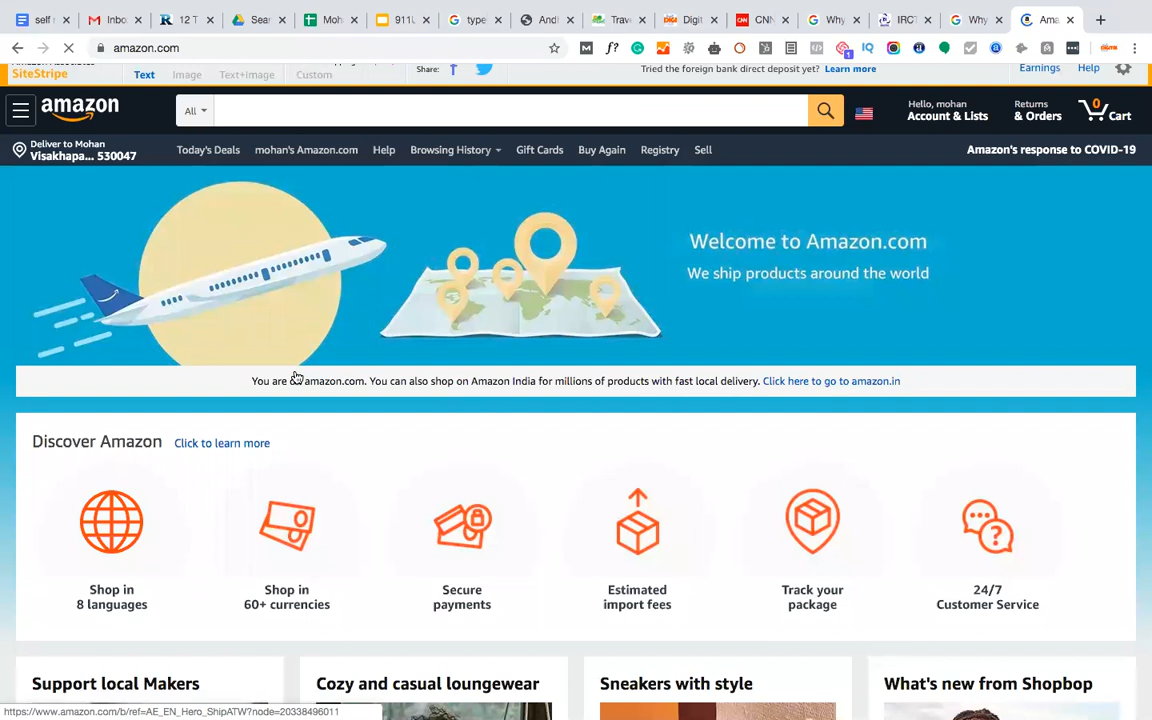 self r
Inbo
12 T
Sear
Moh
911U
type
Andh
Trave
Digit
CNN
Why
IRCT
Why
Ama
amazon.com
SiteStripe
Text
Image
Text+Image
Custom
Share:
Tried the foreign bank direct deposit yet? Learn more
Earnings
Help
amazon
All
Hello, mohan
Account & Lists
Returns
& Orders
0
Cart
Deliver to Mohan
Visakhapa... 530047
Today's Deals
mohan's Amazon.com
Help
Browsing History
Gift Cards
Buy Again
Registry
Sell
Amazon's response to COVID-19
Welcome to Amazon.com
We ship products around the world
You are on amazon.com. You can also shop on Amazon India for millions of products with fast local delivery. Click here to go to amazon.in
Discover Amazon Click to learn more
Shop in
8 languages
Shop in
60+ currencies
Secure
payments
Estimated
import fees
Track your
package
24/7
Customer Service
Support local Makers
Cozy and casual loungewear
Sneakers with style
What's new from Shopbop
https://www.amazon.com/b/ref=AE_EN_Hero_ShipATW?node=20338496011